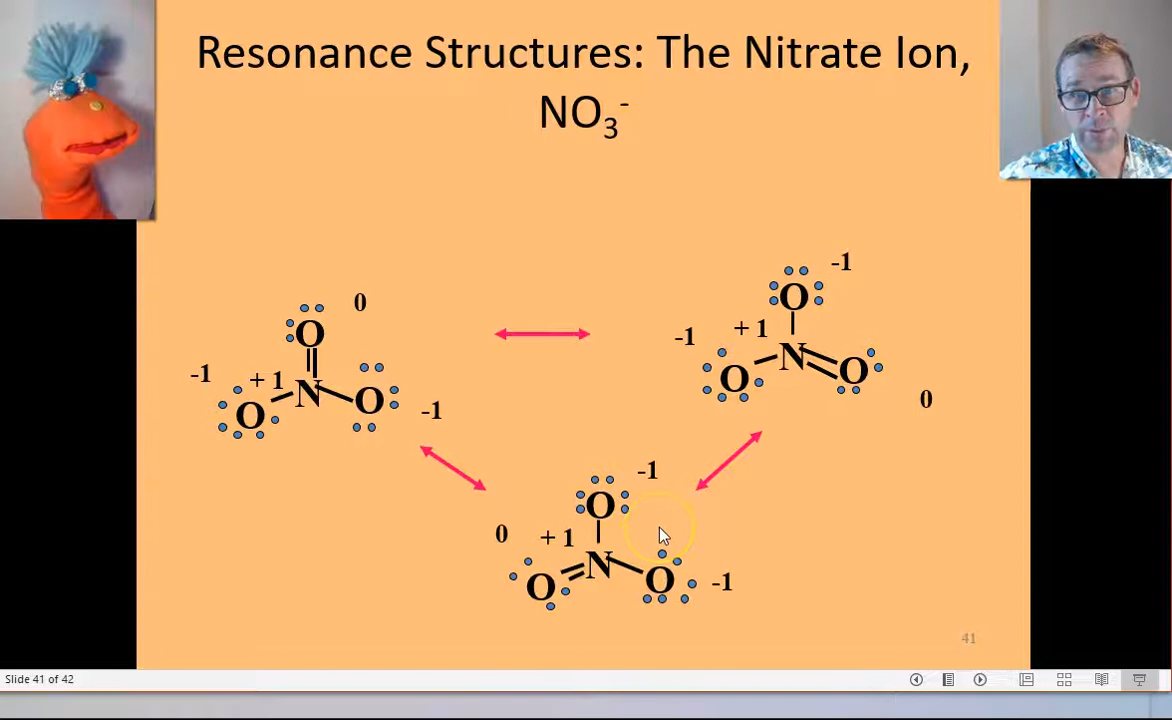 Resonance Structures: The Nitrate Ion,
NO₃⁻
0
O
-1
+1
N
O
O
-1
-1
O
-1
+1
N
O
O
0
-1
O
0
+1
N
O
O
-1
41
Slide 41 of 42